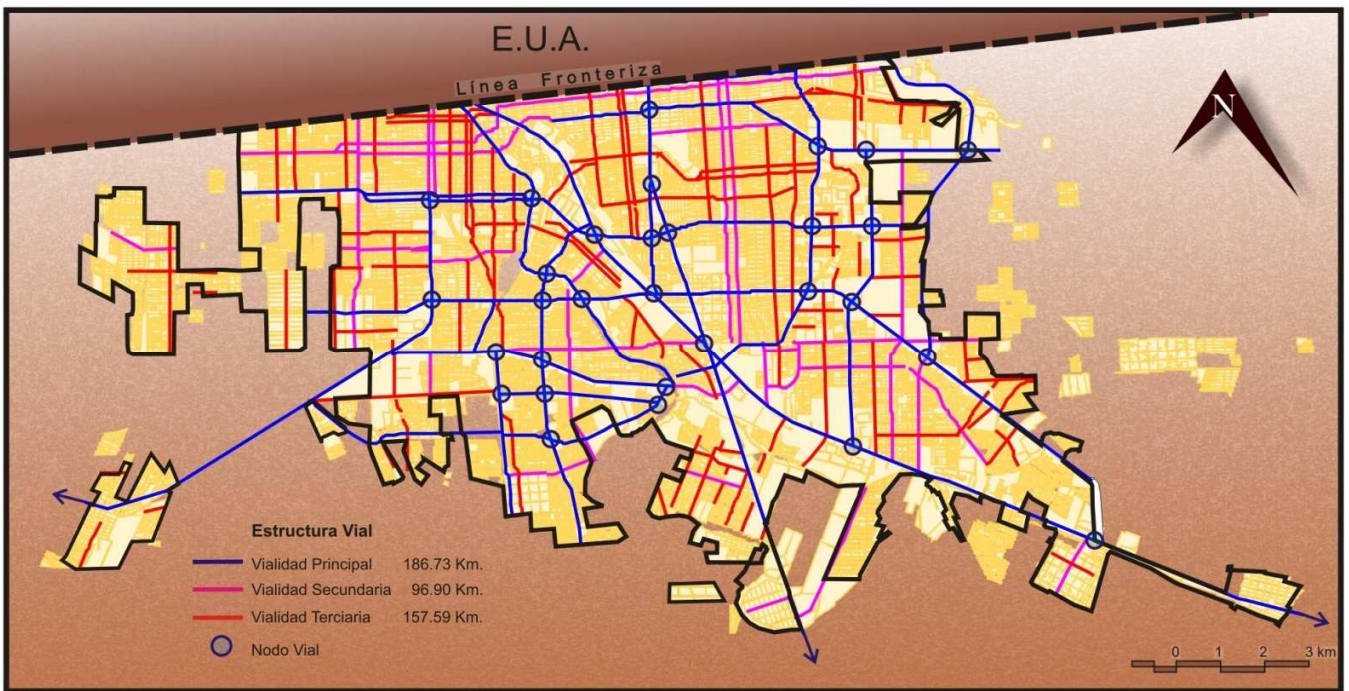 E.U.A.
Línea Fronteriza
N
Estructura Vial
Vialidad Principal 186.73 Km.
Vialidad Secundaria 96.90 Km.
Vialidad Terciaria 157.59 Km.
Nodo Vial
0 1 2 3 km